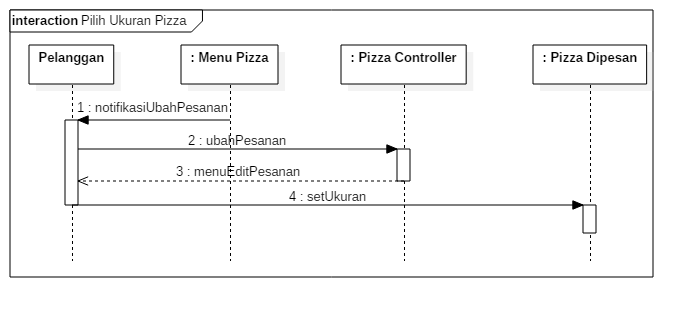 interaction Pilih Ukuran Pizza
Pelanggan
: Menu Pizza
: Pizza Controller
: Pizza Dipesan
1 : notifikasiUbahPesanan
2 : ubahPesanan
3 : menuEditPesanan
4 : setUkuran